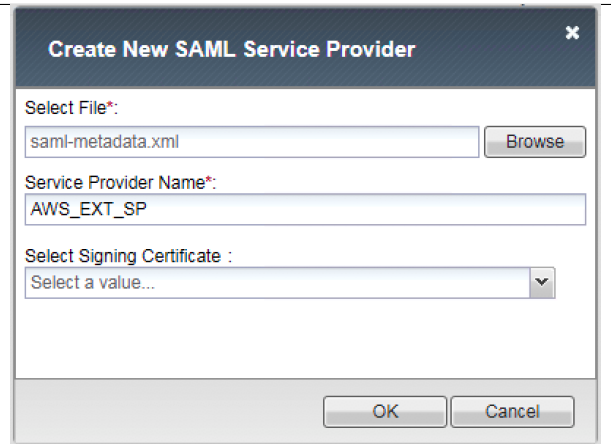 Create New SAML Service Provider
Select File*:
saml-metadata.xml
Browse
Service Provider Name*:
AWS_EXT_SP
Select Signing Certificate :
Select a value...
OK
Cancel